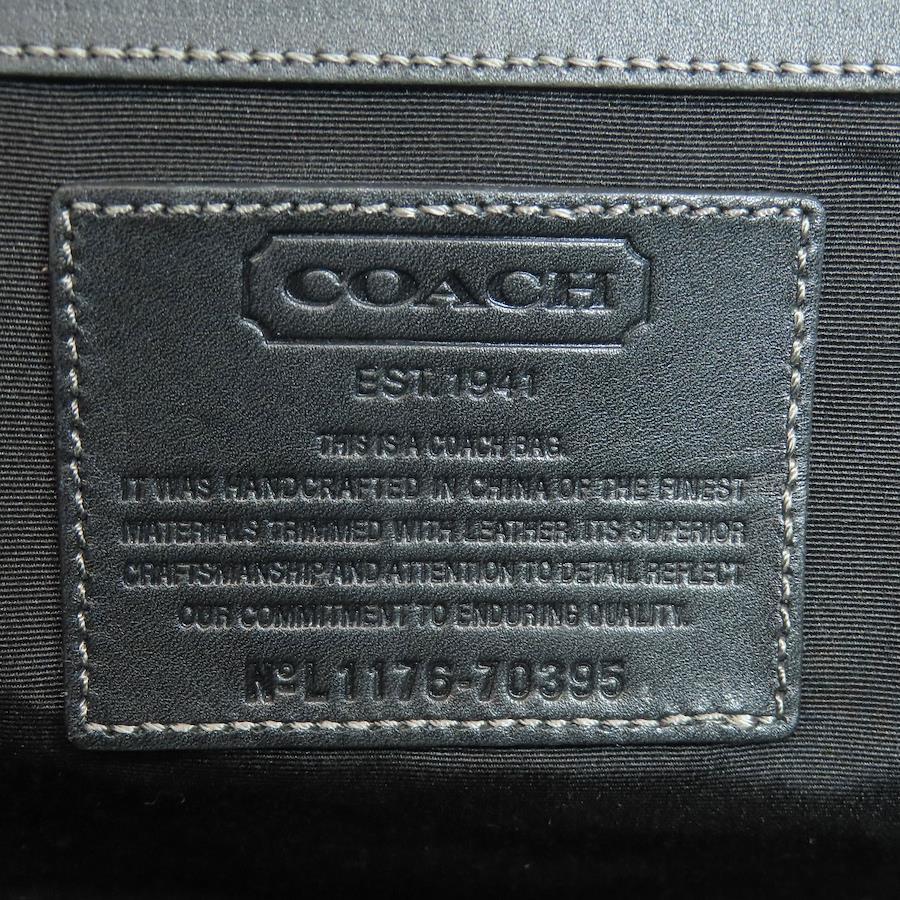 COACH
EST. 1941
THIS IS A COACH BAG.
IT WAS HANDCRAFTED IN CHINA OF THE FINEST
MATERIALS TRIMMED WITH LEATHER. ITS SUPERIOR
CRAFTSMANSHIP AND ATTENTION TO DETAIL REFLECT
OUR COMMITMENT TO ENDURING QUALITY.
Nº L1176-70395